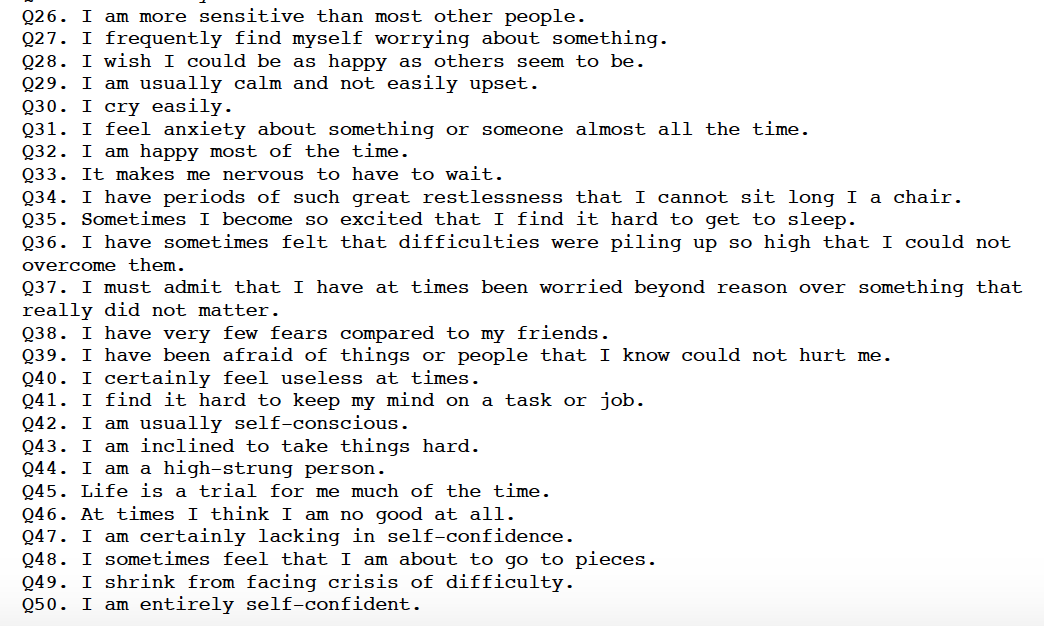 Q26. I am more sensitive than most other people.
Q27. I frequently find myself worrying about something.
Q28. I wish I could be as happy as others seem to be.
Q29. I am usually calm and not easily upset.
Q30. I cry easily.
Q31. I feel anxiety about something or someone almost all the time.
Q32. I am happy most of the time.
Q33. It makes me nervous to have to wait.
Q34. I have periods of such great restlessness that I cannot sit long I a chair.
Q35. Sometimes I become so excited that I find it hard to get to sleep.
Q36. I have sometimes felt that difficulties were piling up so high that I could not
overcome them.
Q37. I must admit that I have at times been worried beyond reason over something that
really did not matter.
Q38. I have very few fears compared to my friends.
Q39. I have been afraid of things or people that I know could not hurt me.
Q40. I certainly feel useless at times.
Q41. I find it hard to keep my mind on a task or job.
Q42. I am usually self-conscious.
Q43. I am inclined to take things hard.
Q44. I am a high-strung person.
Q45. Life is a trial for me much of the time.
Q46. At times I think I am no good at all.
Q47. I am certainly lacking in self-confidence.
Q48. I sometimes feel that I am about to go to pieces.
Q49. I shrink from facing crisis of difficulty.
Q50. I am entirely self-confident.